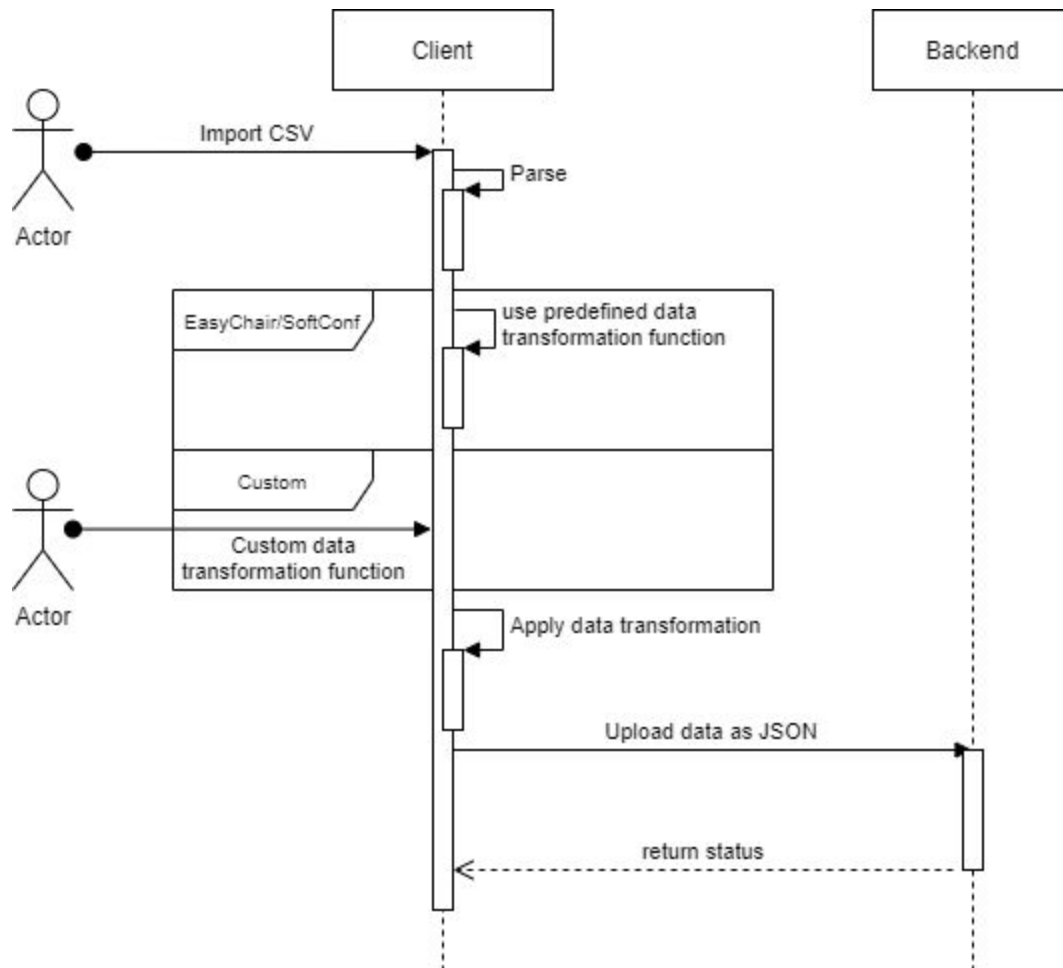 Client
Backend
Import CSV
Parse
Actor
EasyChair/SoftConf
use predefined data
transformation function
Custom
Custom data
transformation function
Actor
Apply data transformation
Upload data as JSON
return status